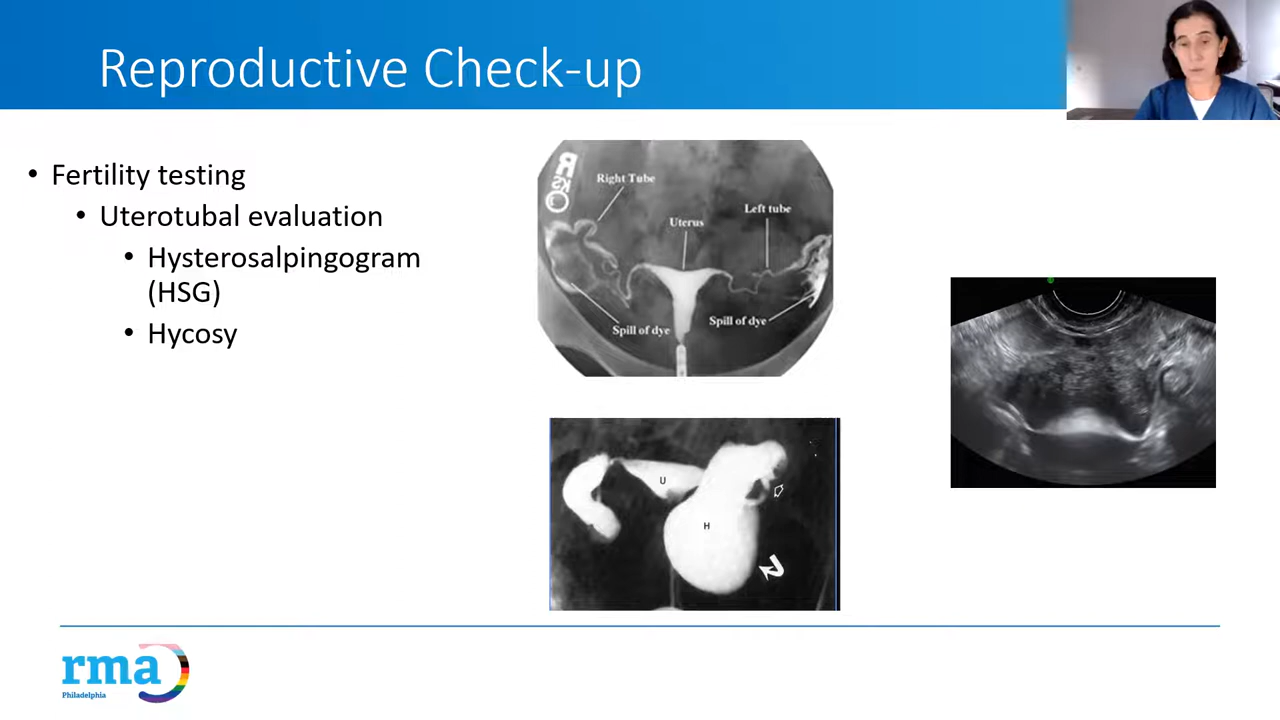 Reproductive Check-up
• Fertility testing
• Uterotubal evaluation
• Hysterosalpingogram
(HSG)
• Hycosy
Right Tube
Uterus
Left tube
Spill of dye
Spill of dye
U
H
rma
Philadelphia